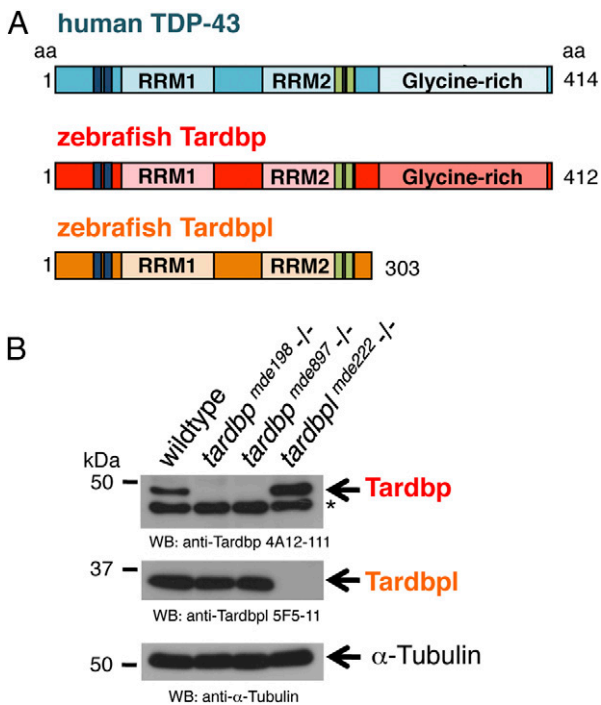 A
human TDP-43
aa
aa
1 RRM1 RRM2 Glycine-rich 414
zebrafish Tardbp
1 RRM1 RRM2 Glycine-rich 412
zebrafish Tardbpl
1 RRM1 RRM2 303
B
wildtype
tardbp mde198 -/-
tardbp mde897 -/-
tardbpl mde222 -/-
kDa
50
Tardbp
*
WB: anti-Tardbp 4A12-111
37
Tardbpl
WB: anti-Tardbpl 5F5-11
50
α-Tubulin
WB: anti-α-Tubulin